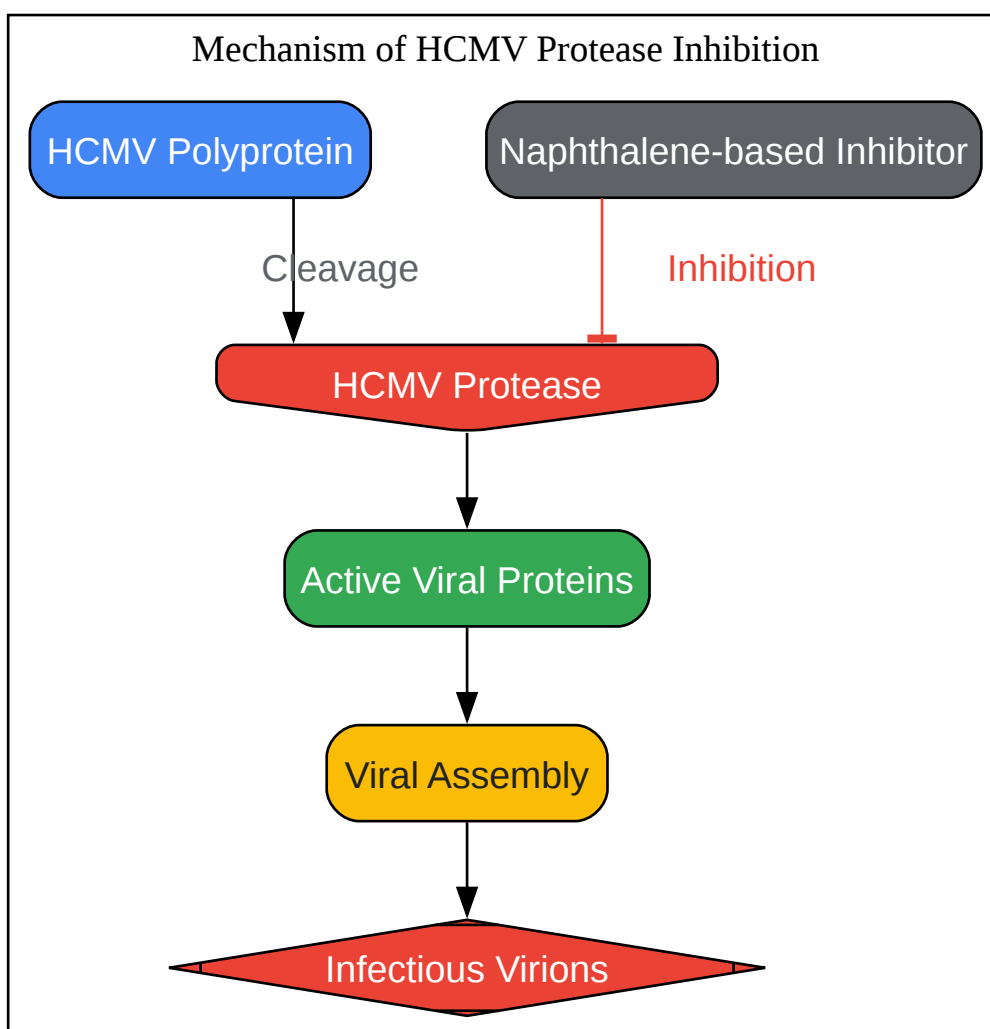 Mechanism of HCMV Protease Inhibition
HCMV Polyprotein
Naphthalene-based Inhibitor
Cleavage
Inhibition
HCMV Protease
Active Viral Proteins
Viral Assembly
Infectious Virions